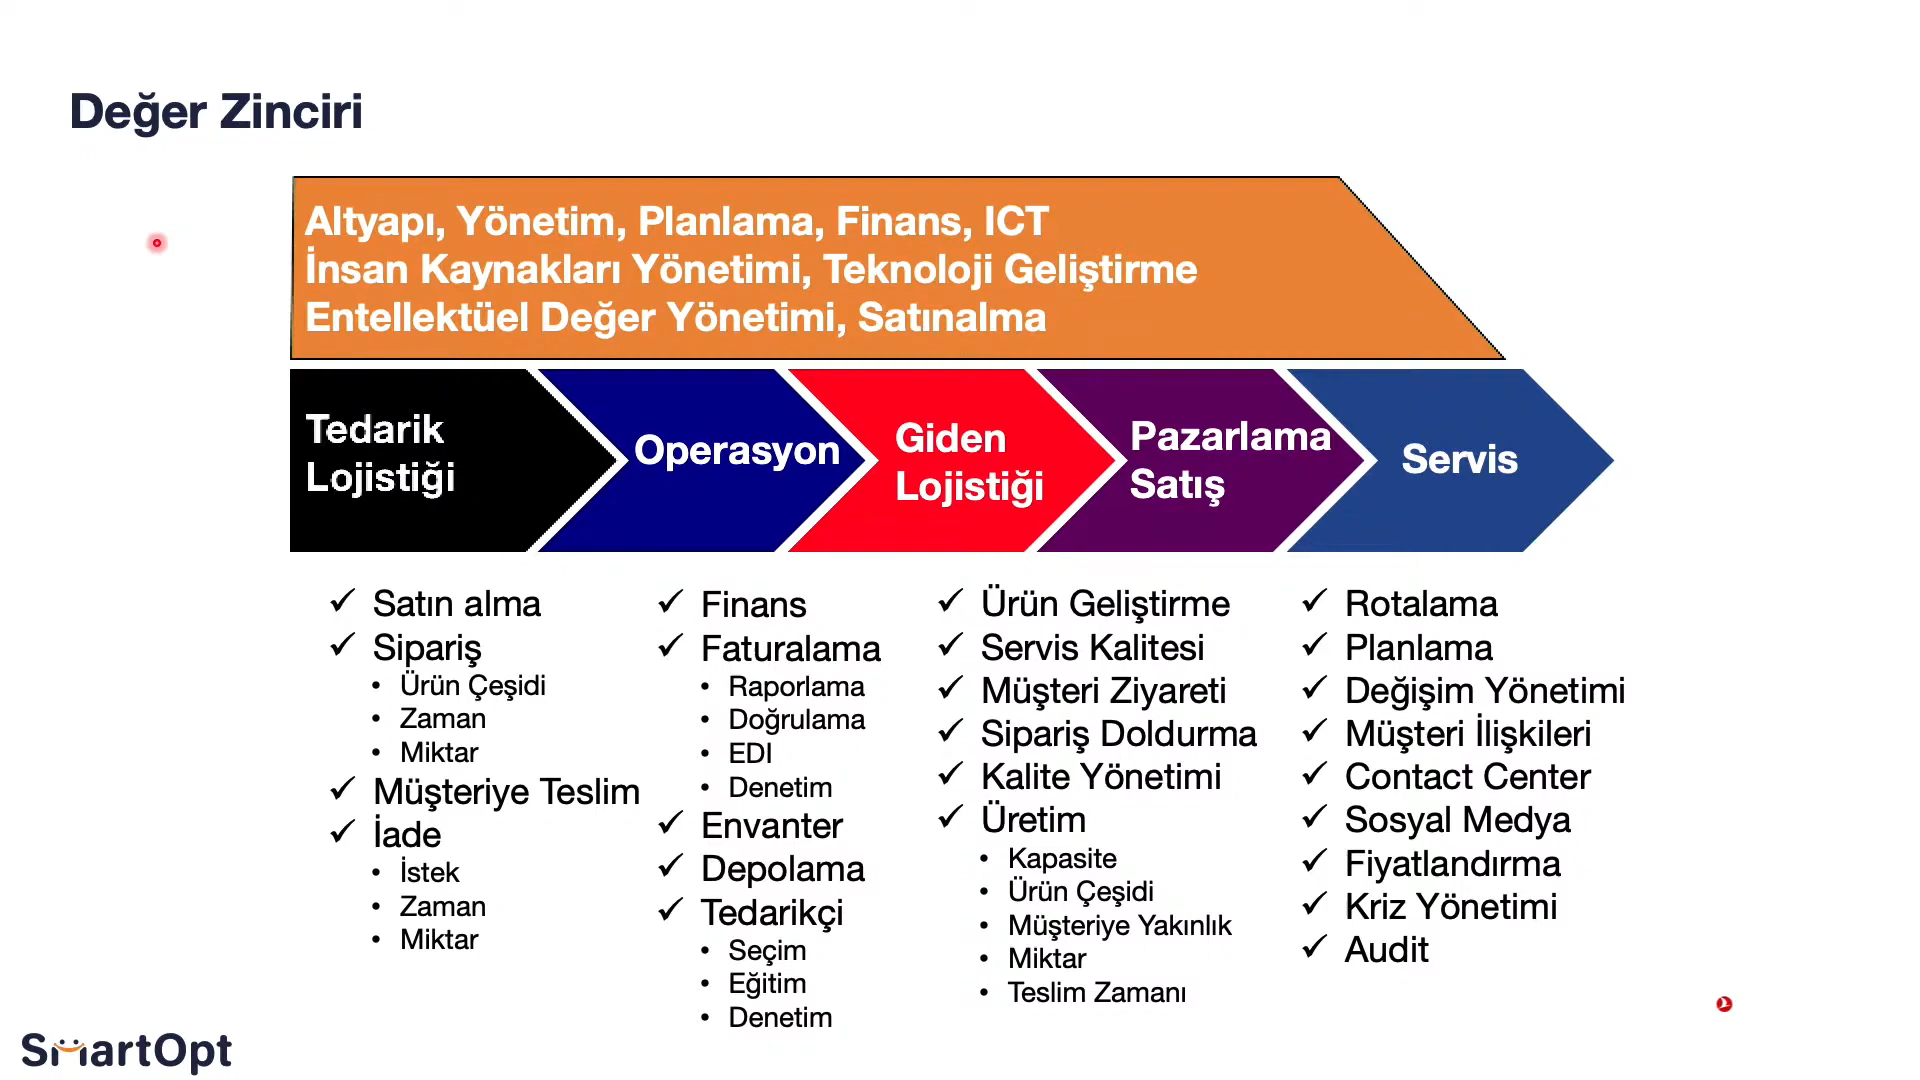 Değer Zinciri
Altyapı, Yönetim, Planlama, Finans, ICT
İnsan Kaynakları Yönetimi, Teknoloji Geliştirme
Entellektüel Değer Yönetimi, Satınalma
Tedarik
Lojistiği
Operasyon
Giden
Lojistiği
Pazarlama
Satış
Servis
✓ Satın alma
✓ Sipariş
• Ürün Çeşidi
• Zaman
• Miktar
✓ Müşteriye Teslim
✓ İade
• İstek
• Zaman
• Miktar
✓ Finans
✓ Faturalama
• Raporlama
• Doğrulama
• EDI
• Denetim
✓ Envanter
✓ Depolama
✓ Tedarikçi
• Seçim
• Eğitim
• Denetim
✓ Ürün Geliştirme
✓ Servis Kalitesi
✓ Müşteri Ziyareti
✓ Sipariş Doldurma
✓ Kalite Yönetimi
✓ Üretim
• Kapasite
• Ürün Çeşidi
• Müşteriye Yakınlık
• Miktar
• Teslim Zamanı
✓ Rotalama
✓ Planlama
✓ Değişim Yönetimi
✓ Müşteri İlişkileri
✓ Contact Center
✓ Sosyal Medya
✓ Fiyatlandırma
✓ Kriz Yönetimi
✓ Audit
SmartOpt